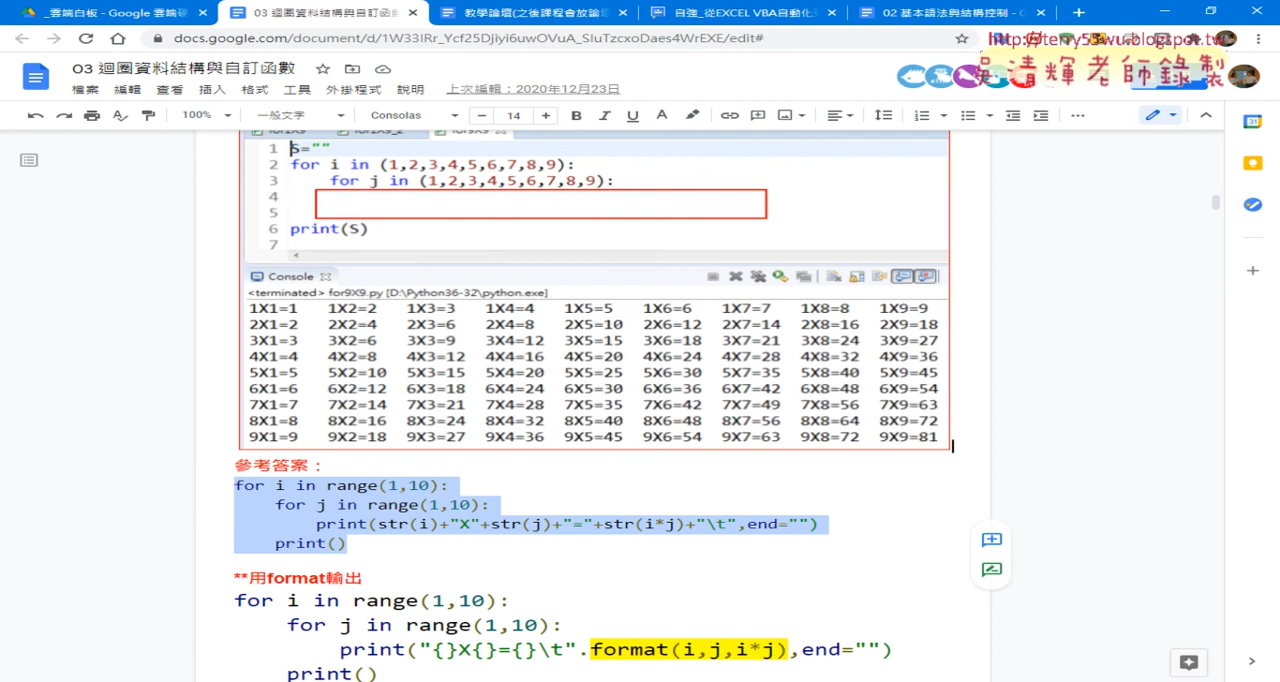 _雲端白板 - Google 雲端硬
03 迴圈資料結構與自訂函數
教學論壇(之後課程會放論壇
自強_從EXCEL VBA自動化
02 基本語法與結構控制 - G
docs.google.com/document/d/1W33lRr_Ycf25Djiyi6uwOVuA_SluTzcxoDaes4WrEXE/edit#
http://terry55wu.blogspot.tw
吳清輝老師錄製
03 迴圈資料結構與自訂函數
檔案 編輯 查看 插入 格式 工具 外掛程式 說明 上次編輯：2020年12月23日
100% 一般文字 Consolas 14 B I U A
for1X9 for1X9_2 for9X9
1 S=""
2 for i in (1,2,3,4,5,6,7,8,9):
3 for j in (1,2,3,4,5,6,7,8,9):
4
5
6 print(S)
7
Console
<terminated> for9X9.py [D:\Python36-32\python.exe]
1X1=1 1X2=2 1X3=3 1X4=4 1X5=5 1X6=6 1X7=7 1X8=8 1X9=9
2X1=2 2X2=4 2X3=6 2X4=8 2X5=10 2X6=12 2X7=14 2X8=16 2X9=18
3X1=3 3X2=6 3X3=9 3X4=12 3X5=15 3X6=18 3X7=21 3X8=24 3X9=27
4X1=4 4X2=8 4X3=12 4X4=16 4X5=20 4X6=24 4X7=28 4X8=32 4X9=36
5X1=5 5X2=10 5X3=15 5X4=20 5X5=25 5X6=30 5X7=35 5X8=40 5X9=45
6X1=6 6X2=12 6X3=18 6X4=24 6X5=30 6X6=36 6X7=42 6X8=48 6X9=54
7X1=7 7X2=14 7X3=21 7X4=28 7X5=35 7X6=42 7X7=49 7X8=56 7X9=63
8X1=8 8X2=16 8X3=24 8X4=32 8X5=40 8X6=48 8X7=56 8X8=64 8X9=72
9X1=9 9X2=18 9X3=27 9X4=36 9X5=45 9X6=54 9X7=63 9X8=72 9X9=81
參考答案：
for i in range(1,10):
for j in range(1,10):
print(str(i)+"X"+str(j)+"="+str(i*j)+"\t",end="")
print()
**用format輸出
for i in range(1,10):
for j in range(1,10):
print("{}X{}={}\t".format(i,j,i*j),end="")
print()